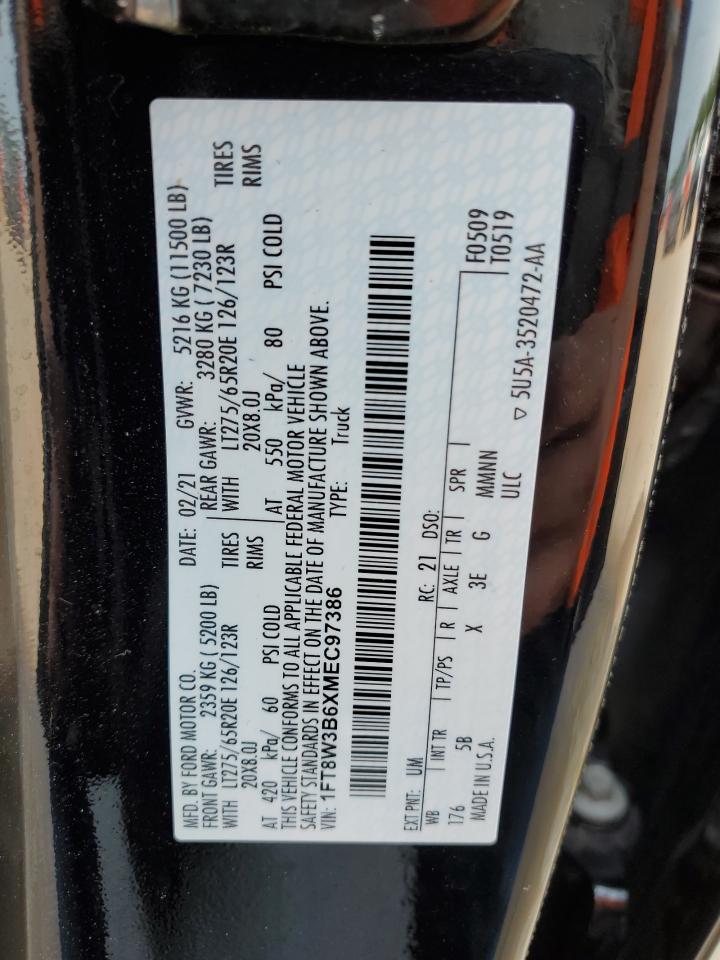 MFD. BY FORD MOTOR CO. DATE: 02/21 GVWR: 5216 KG (11500 LB)
FRONT GAWR: 2359 KG ( 5200 LB) REAR GAWR: 3280 KG ( 7230 LB)
WITH LT275/65R20E 126/123R TIRES WITH LT275/65R20E 126/123R TIRES
20X8.0J RIMS 20X8.0J RIMS
AT 420 kPa/ 60 PSI COLD AT 550 kPa/ 80 PSI COLD
THIS VEHICLE CONFORMS TO ALL APPLICABLE FEDERAL MOTOR VEHICLE
SAFETY STANDARDS IN EFFECT ON THE DATE OF MANUFACTURE SHOWN ABOVE.
VIN: 1FT8W3B6XMEC97386 TYPE: Truck
EXT PNT: UM RC: 21 DSO: F0509
WB INT TR TP/PS R AXLE TR SPR T0519
176 5B X 3E G MMNNN
MADE IN U.S.A. ULC ▽ 5U5A-3520472-AA